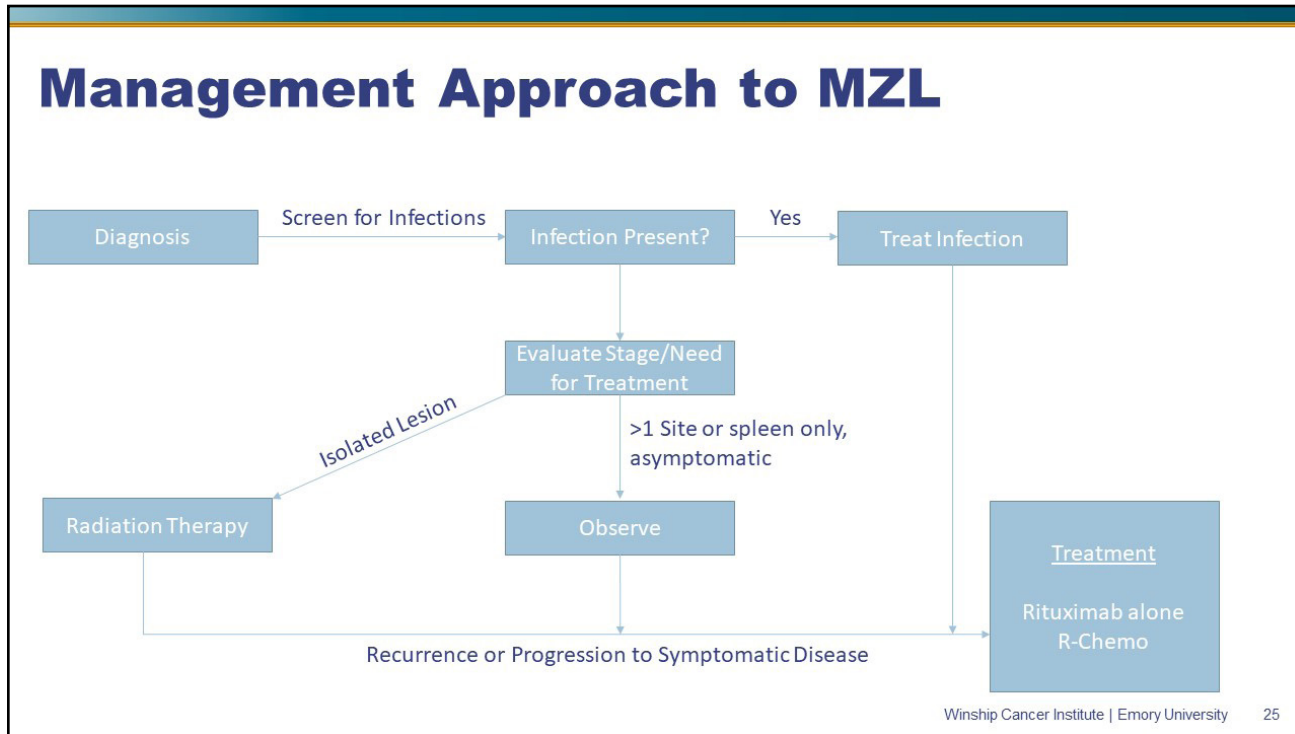 Management Approach to MZL
Diagnosis
Screen for Infections
Infection Present?
Yes
Treat Infection
Evaluate Stage/Need
for Treatment
Isolated Lesion
>1 Site or spleen only,
asymptomatic
Radiation Therapy
Observe
Treatment
Rituximab alone
R-Chemo
Recurrence or Progression to Symptomatic Disease
Winship Cancer Institute | Emory University 25